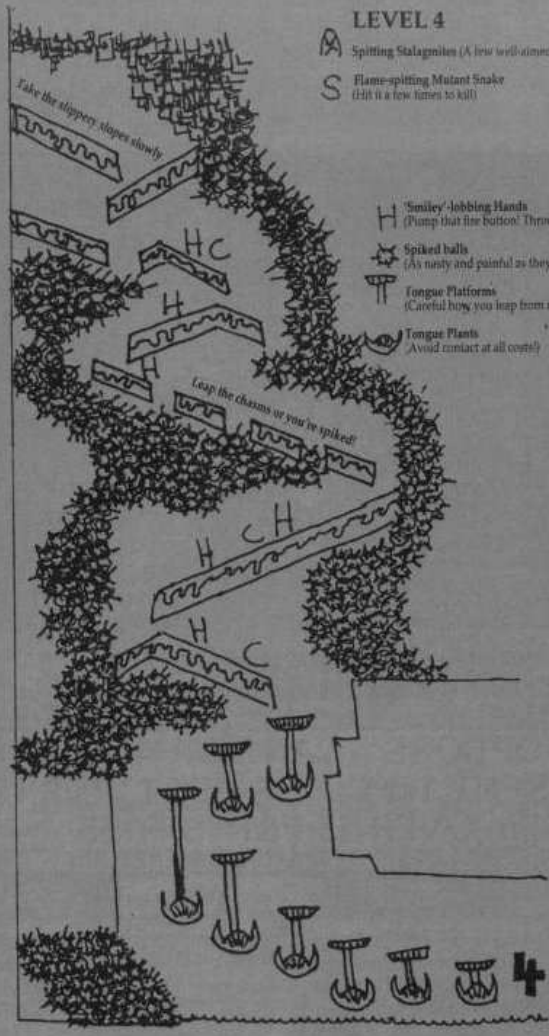 LEVEL 4
Spitting Stalagmites (A few well-aimed
S Flame-spitting Mutant Snake
(Hit it a few times to kill)
Take the slippery slopes slowly
H 'Smiley'-lobbing Hands
(Pump that fire button!
Spiked balls
(As nasty and painful as they
Tongue Platforms
(Careful how you leap from
Tongue Plants
(Avoid contact at all costs!)
H C
H
H
Leap the chasms or you're spiked!
H
C
H
H
C
4